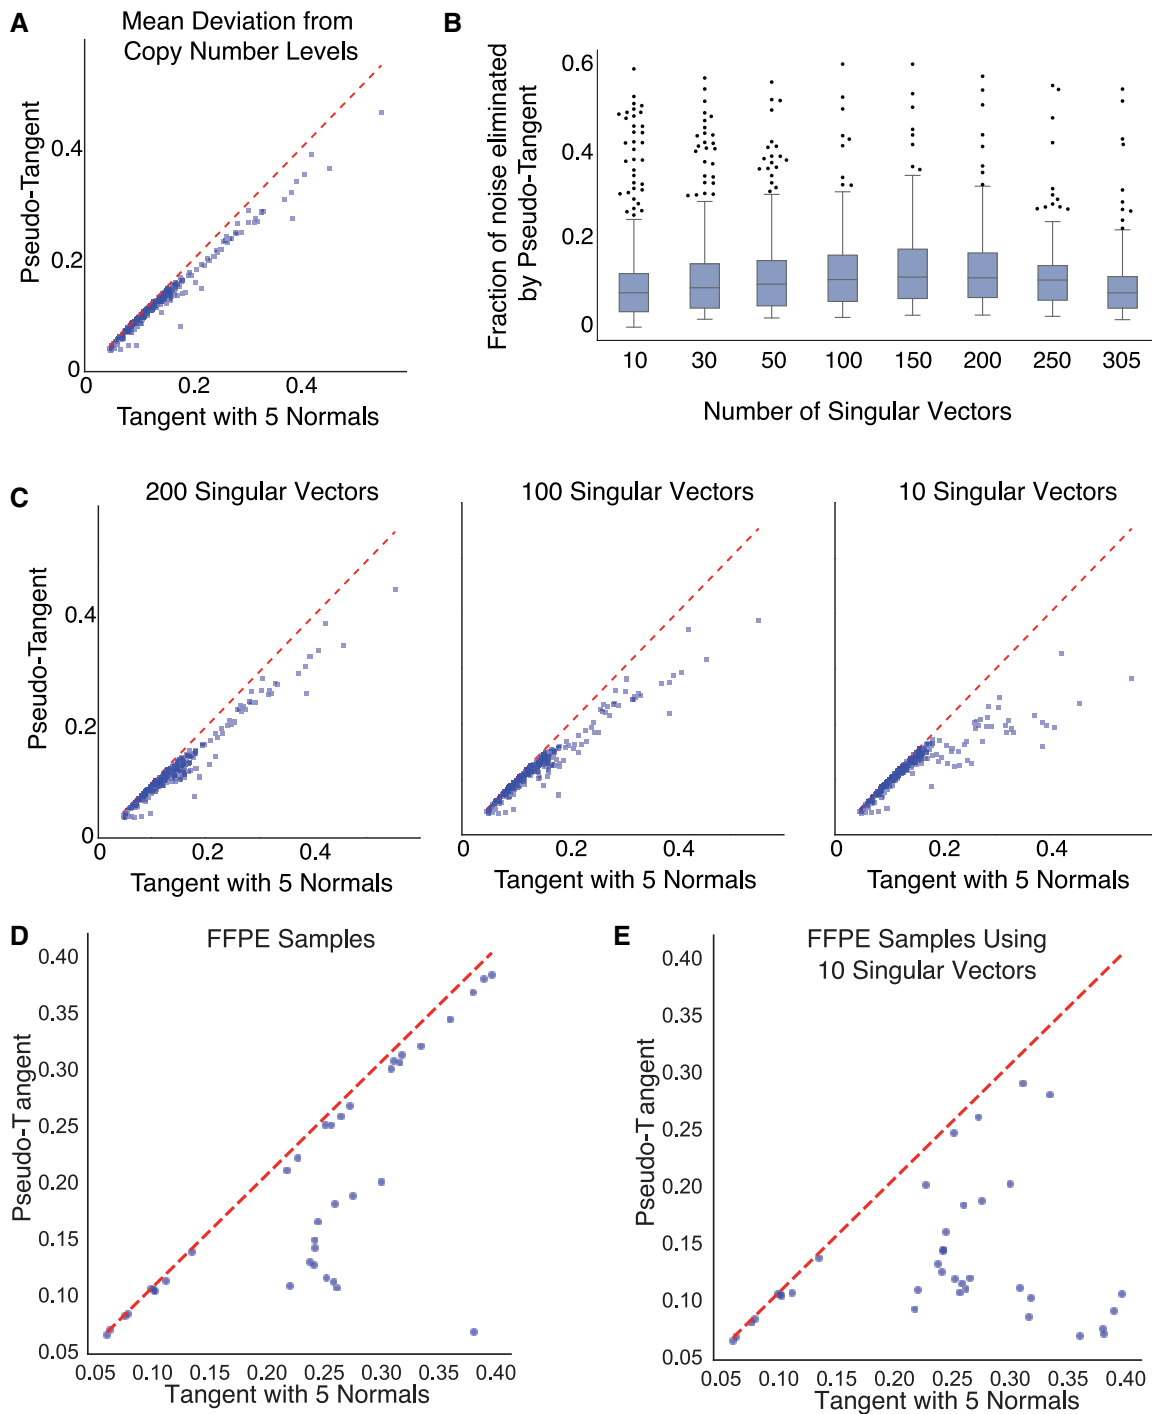 A
Mean Deviation from
Copy Number Levels
Pseudo-Tangent
0.4
0.2
0
0
0.2
0.4
Tangent with 5 Normals
B
Fraction of noise eliminated
by Pseudo-Tangent
0.6
0.4
0.2
0
10
30
50
100
150
200
250
305
Number of Singular Vectors
C
200 Singular Vectors
Pseudo-Tangent
0.4
0.2
0
0
0.2
0.4
Tangent with 5 Normals
100 Singular Vectors
0
0.2
0.4
Tangent with 5 Normals
10 Singular Vectors
0
0.2
0.4
Tangent with 5 Normals
D
FFPE Samples
Pseudo-Tangent
0.40
0.35
0.30
0.25
0.20
0.15
0.10
0.05
0.05
0.10
0.20
0.25
0.30
0.35
0.40
Tangent with 5 Normals
E
FFPE Samples Using
10 Singular Vectors
Pseudo-Tangent
0.40
0.35
0.30
0.25
0.20
0.15
0.10
0.05
0.05
0.10
0.15
0.20
0.25
0.30
0.35
0.40
Tangent with 5 Normals